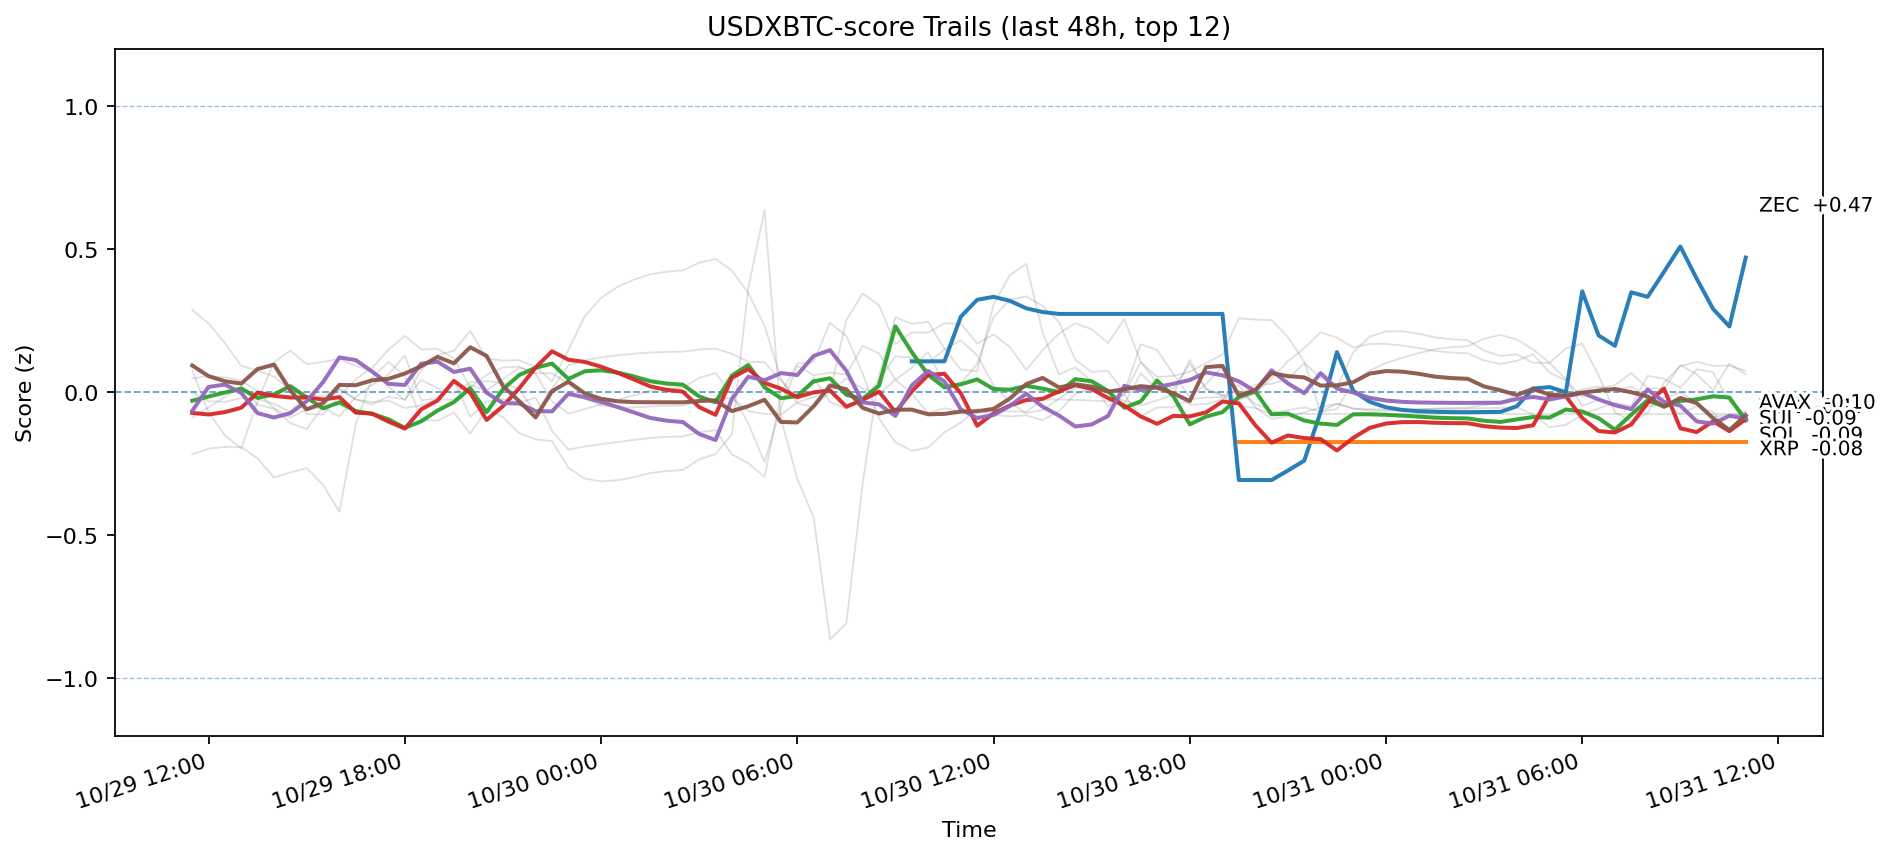 USDXBTC-score Trails (last 48h, top 12)
Score (z)
1.0
0.5
0.0
−0.5
−1.0
ZEC +0.47
AVAX -0.10
SUI -0.09
SOL -0.09
XRP -0.08
10/29 12:00
10/29 18:00
10/30 00:00
10/30 06:00
10/30 12:00
10/30 18:00
10/31 00:00
10/31 06:00
10/31 12:00
Time